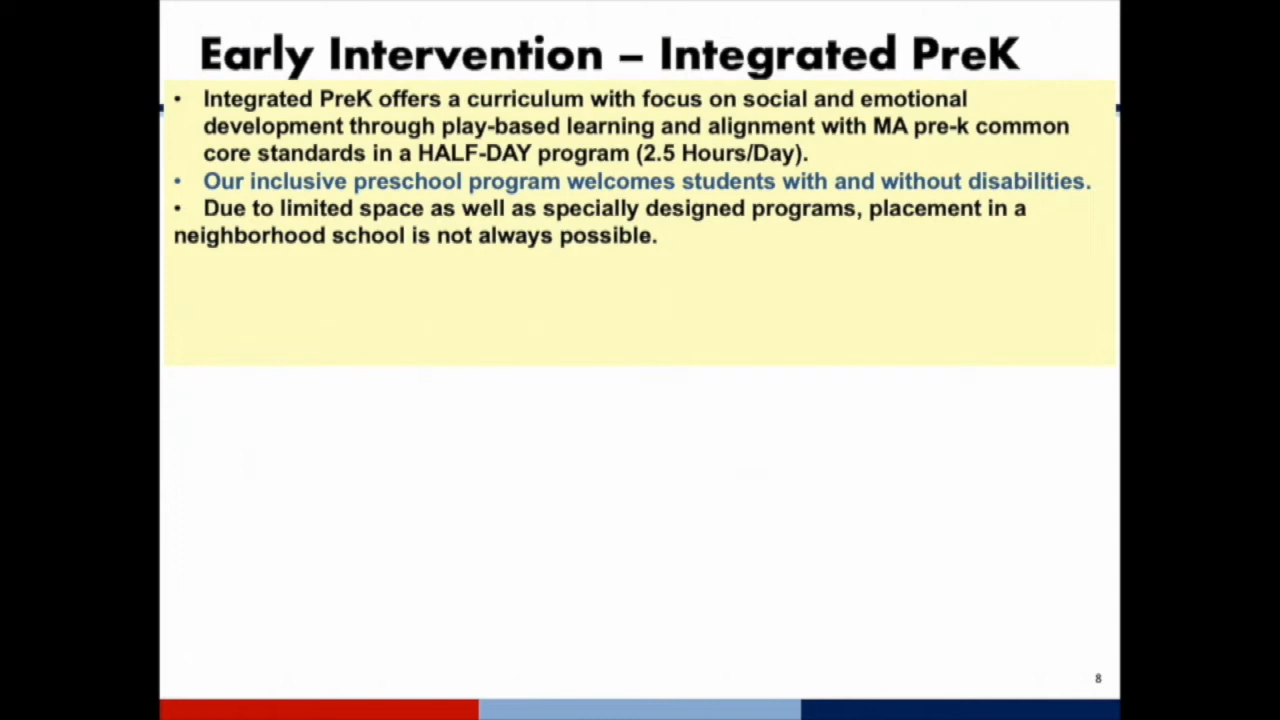 Early Intervention – Integrated PreK
• Integrated PreK offers a curriculum with focus on social and emotional
development through play-based learning and alignment with MA pre-k common
core standards in a HALF-DAY program (2.5 Hours/Day).
• Our inclusive preschool program welcomes students with and without disabilities.
• Due to limited space as well as specially designed programs, placement in a
neighborhood school is not always possible.
8